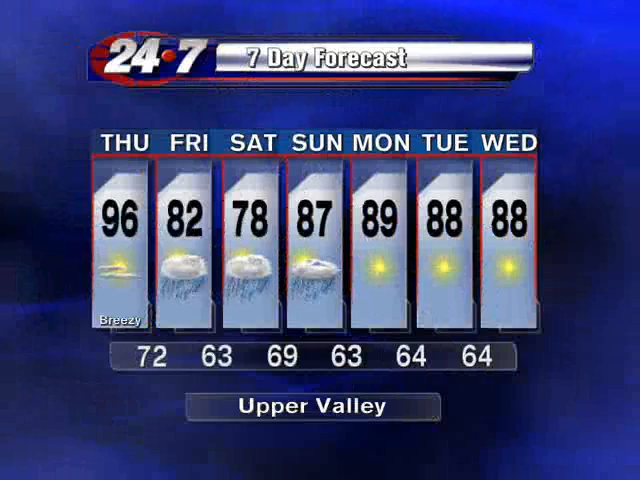 24·7 7 Day Forecast
THU FRI SAT SUN MON TUE WED
96 82 78 87 89 88 88
Breezy
72 63 69 63 64 64
Upper Valley